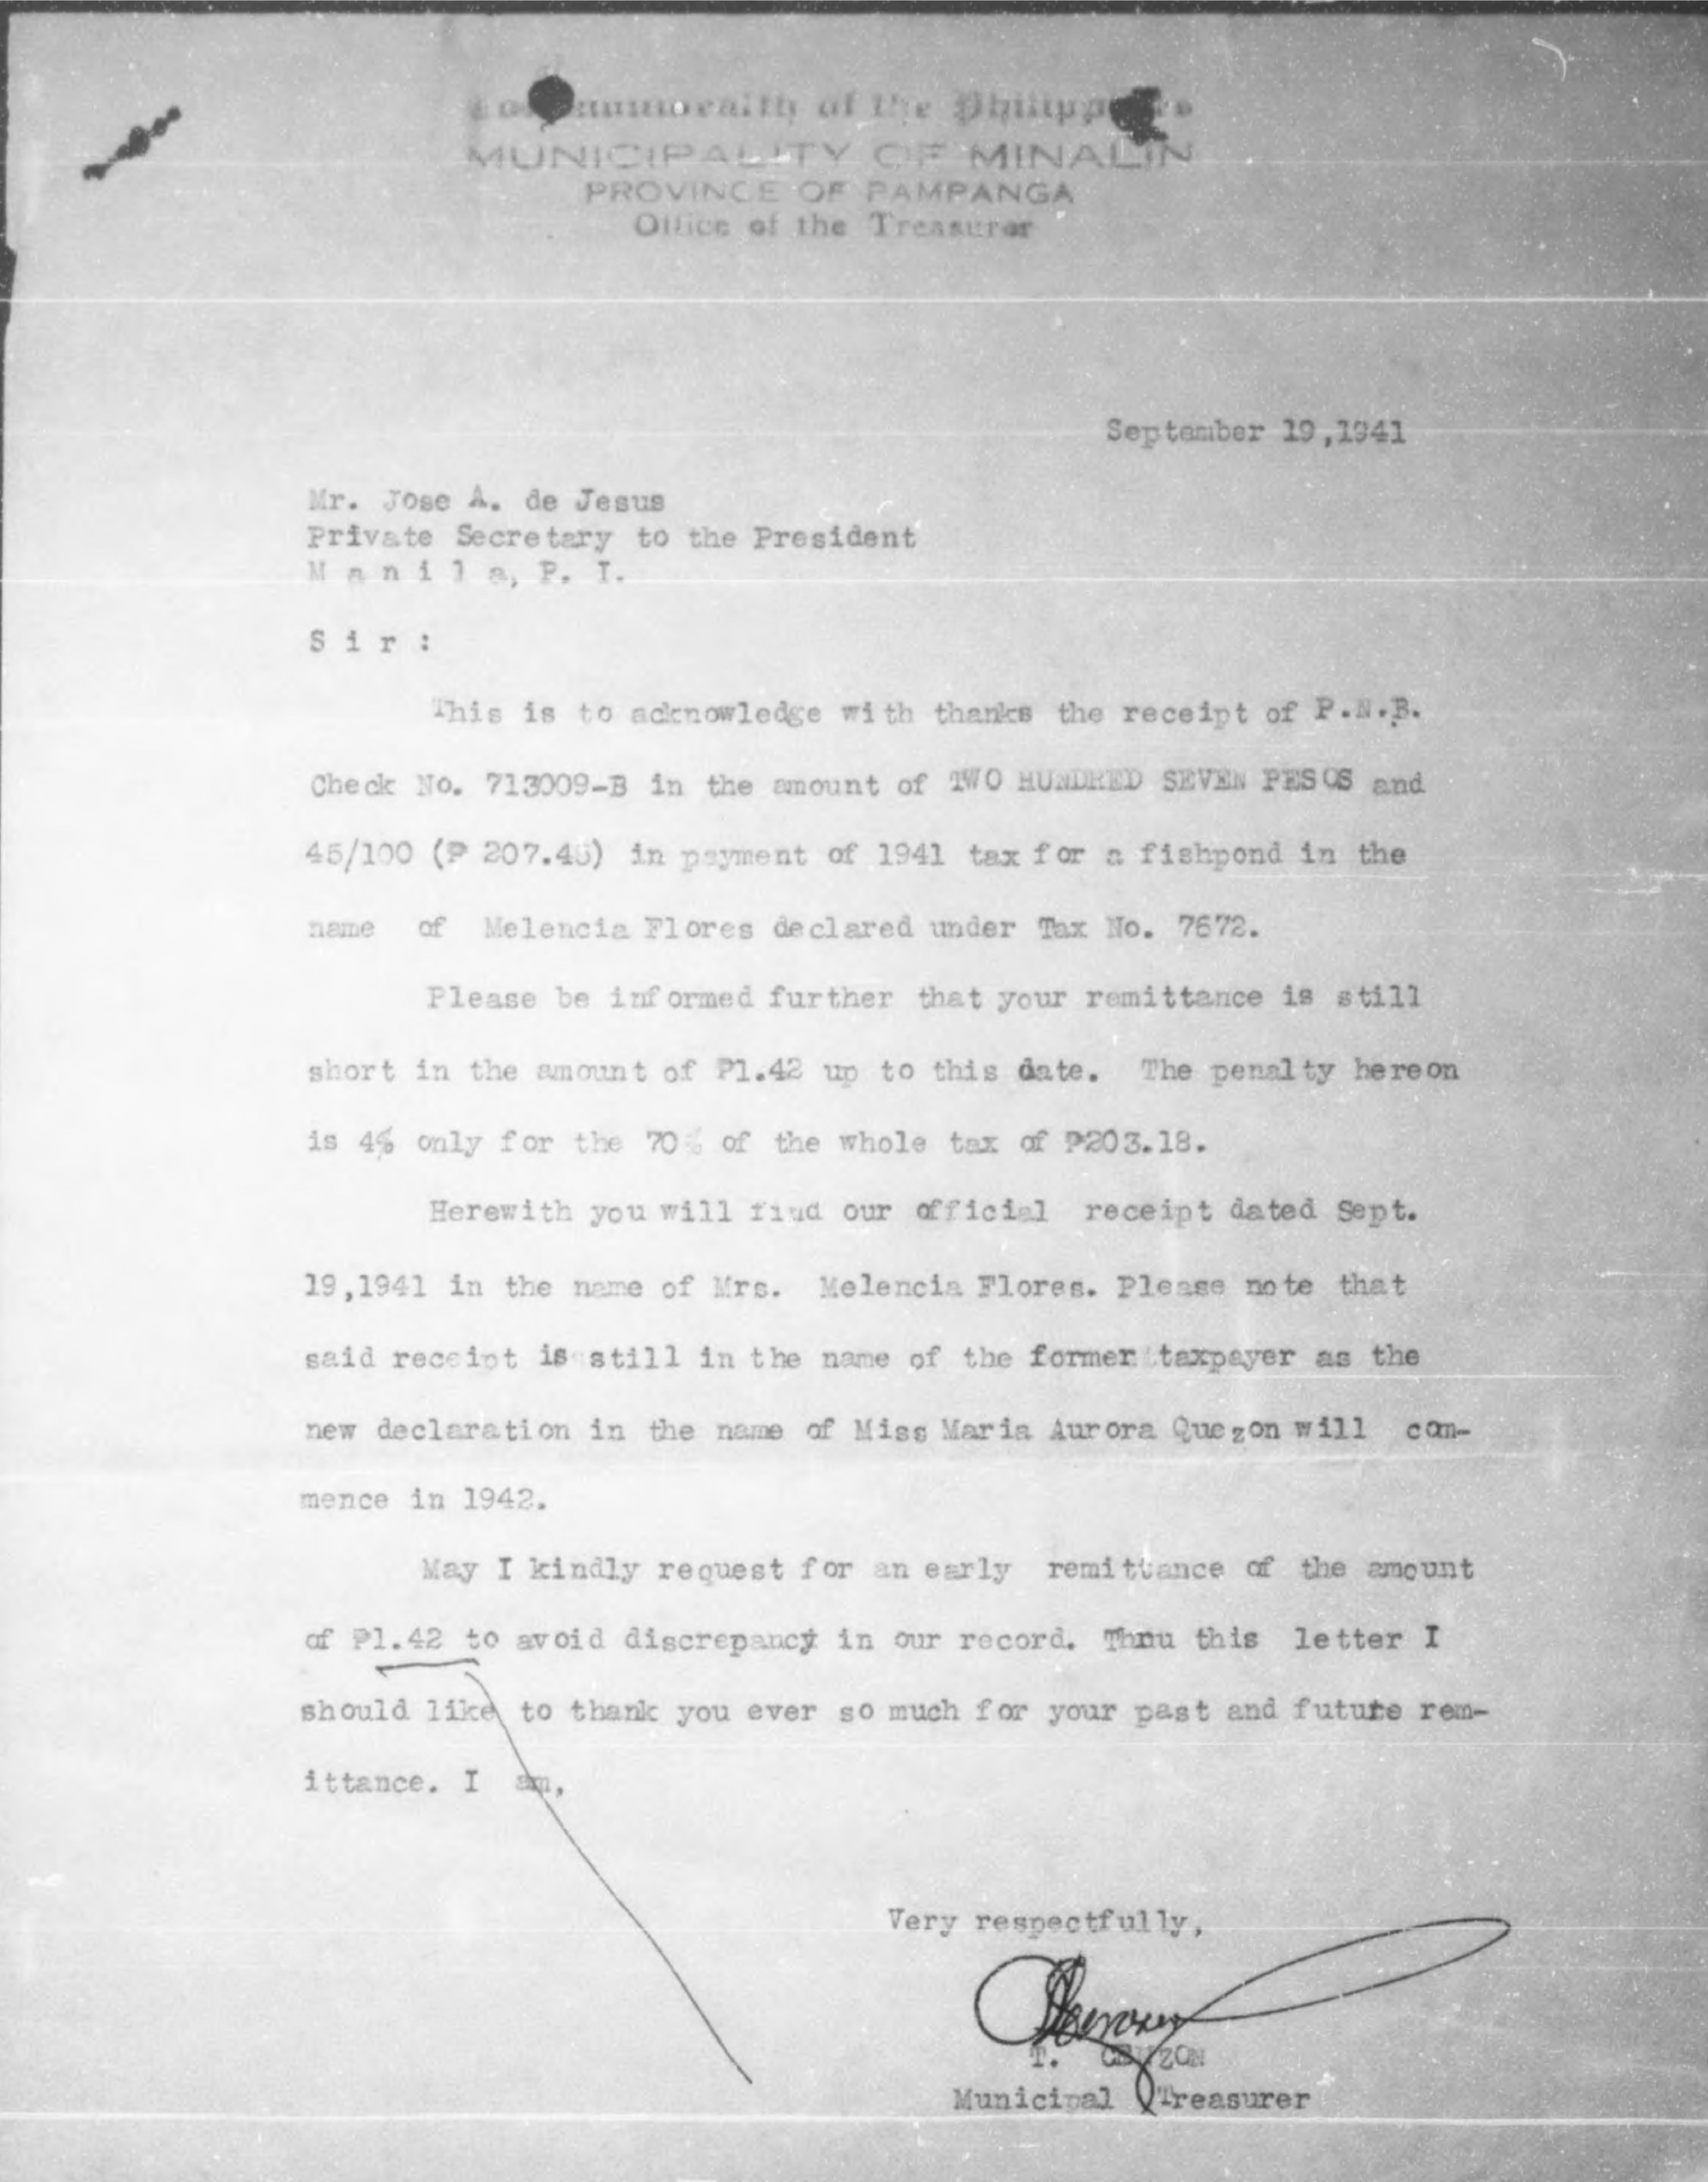 Commonwealth of the Philippines
MUNICIPALITY OF MINALIN
PROVINCE OF PAMPANGA
Office of the Treasurer
September 19,1941
Mr. Jose A. de Jesus
Private Secretary to the President
M a n i l a, P. I.
S i r :
This is to acknowledge with thanks the receipt of P.N.B.
Check No. 713009-B in the amount of TWO HUNDRED SEVEN PESOS and
45/100 (₱ 207.45) in payment of 1941 tax for a fishpond in the
name of Melencia Flores declared under Tax No. 7672.
Please be informed further that your remittance is still
short in the amount of ₱1.42 up to this date. The penalty hereon
is 4% only for the 70% of the whole tax of ₱203.18.
Herewith you will find our official receipt dated Sept.
19,1941 in the name of Mrs. Melencia Flores. Please note that
said receipt is still in the name of the former taxpayer as the
new declaration in the name of Miss Maria Aurora Quezon will com-
mence in 1942.
May I kindly request for an early remittance of the amount
of ₱1.42 to avoid discrepancy in our record. Thru this letter I
should like to thank you ever so much for your past and future rem-
ittance. I am,
Very respectfully,
T. CENZON
Municipal Treasurer